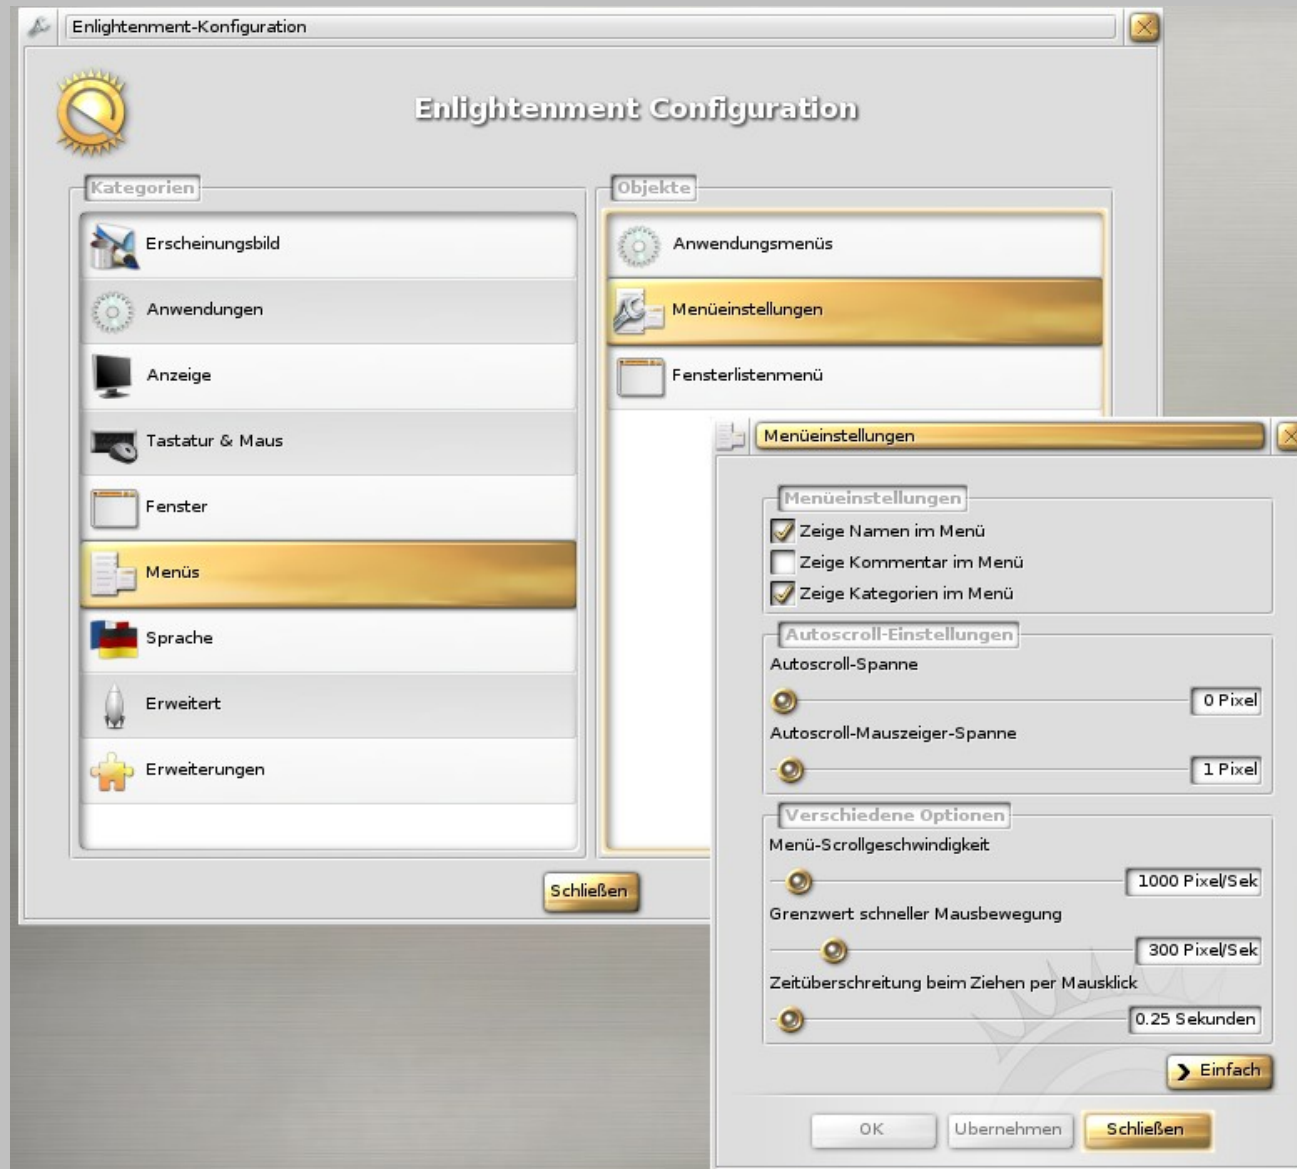 Enlightenment-Konfiguration
Enlightenment Configuration
Kategorien
Erscheinungsbild
Anwendungen
Anzeige
Tastatur & Maus
Fenster
Menüs
Sprache
Erweitert
Erweiterungen
Objekte
Anwendungsmenüs
Menüeinstellungen
Fensterlistenmenü
Schließen
Menüeinstellungen
Menüeinstellungen
Zeige Namen im Menü
Zeige Kommentar im Menü
Zeige Kategorien im Menü
Autoscroll-Einstellungen
Autoscroll-Spanne
0 Pixel
Autoscroll-Mauszeiger-Spanne
1 Pixel
Verschiedene Optionen
Menü-Scrollgeschwindigkeit
1000 Pixel/Sek
Grenzwert schneller Mausbewegung
300 Pixel/Sek
Zeitüberschreitung beim Ziehen per Mausklick
0.25 Sekunden
Einfach
OK Ubernehmen Schließen